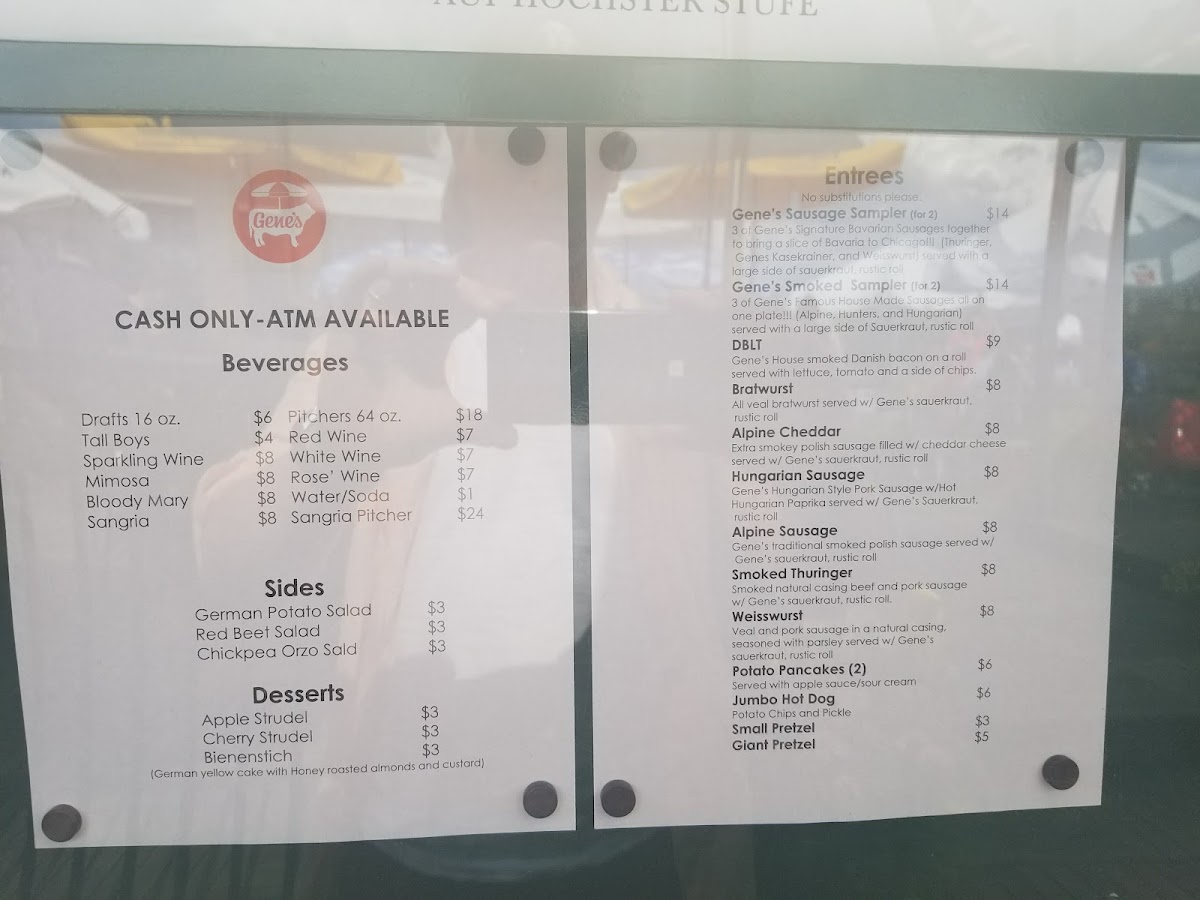 AUF HÖCHSTER STUFE
Gene's
CASH ONLY-ATM AVAILABLE
Beverages
Drafts 16 oz. $6 Pitchers 64 oz. $18
Tall Boys $4 Red Wine $7
Sparkling Wine $8 White Wine $7
Mimosa $8 Rose' Wine $7
Bloody Mary $8 Water/Soda $1
Sangria $8 Sangria Pitcher $24
Sides
German Potato Salad $3
Red Beet Salad $3
Chickpea Orzo Sald $3
Desserts
Apple Strudel $3
Cherry Strudel $3
Bienenstich $3
(German yellow cake with Honey roasted almonds and custard)
Entrees
No substitutions please.
Gene's Sausage Sampler (for 2) $14
3 of Gene's Signature Bavarian Sausages together
to bring a slice of Bavaria to Chicago!!! (Thuringer,
Genes Kasekrainer, and Weisswurst) served with a
large side of sauerkraut, rustic roll
Gene's Smoked Sampler (for 2) $14
3 of Gene's Famous House Made Sausages all on
one plate!!! (Alpine, Hunters, and Hungarian)
served with a large side of Sauerkraut, rustic roll
DBLT $9
Gene's House smoked Danish bacon on a roll
served with lettuce, tomato and a side of chips.
Bratwurst $8
All veal bratwurst served w/ Gene's sauerkraut,
rustic roll
Alpine Cheddar $8
Extra smokey polish sausage filled w/ cheddar cheese
served w/ Gene's sauerkraut, rustic roll
Hungarian Sausage $8
Gene's Hungarian Style Pork Sausage w/Hot
Hungarian Paprika served w/ Gene's Sauerkraut,
rustic roll
Alpine Sausage $8
Gene's traditional smoked polish sausage served w/
Gene's sauerkraut, rustic roll
Smoked Thuringer $8
Smoked natural casing beef and pork sausage
w/ Gene's sauerkraut, rustic roll.
Weisswurst $8
Veal and pork sausage in a natural casing,
seasoned with parsley served w/ Gene's
sauerkraut, rustic roll
Potato Pancakes (2) $6
Served with apple sauce/sour cream
Jumbo Hot Dog $6
Potato Chips and Pickle
Small Pretzel $3
Giant Pretzel $5